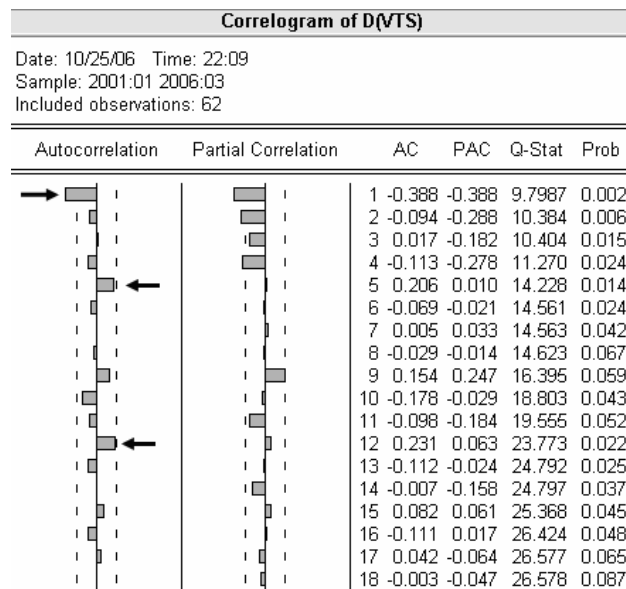 Correlogram of D(VTS)
Date: 10/25/06 Time: 22:09
Sample: 2001:01 2006:03
Included observations: 62
Autocorrelation Partial Correlation AC PAC Q-Stat Prob
1 -0.388 -0.388 9.7987 0.002
2 -0.094 -0.288 10.384 0.006
3 0.017 -0.182 10.404 0.015
4 -0.113 -0.278 11.270 0.024
5 0.206 0.010 14.228 0.014
6 -0.069 -0.021 14.561 0.024
7 0.005 0.033 14.563 0.042
8 -0.029 -0.014 14.623 0.067
9 0.154 0.247 16.395 0.059
10 -0.178 -0.029 18.803 0.043
11 -0.098 -0.184 19.555 0.052
12 0.231 0.063 23.773 0.022
13 -0.112 -0.024 24.792 0.025
14 -0.007 -0.158 24.797 0.037
15 0.082 0.061 25.368 0.045
16 -0.111 0.017 26.424 0.048
17 0.042 -0.064 26.577 0.065
18 -0.003 -0.047 26.578 0.087